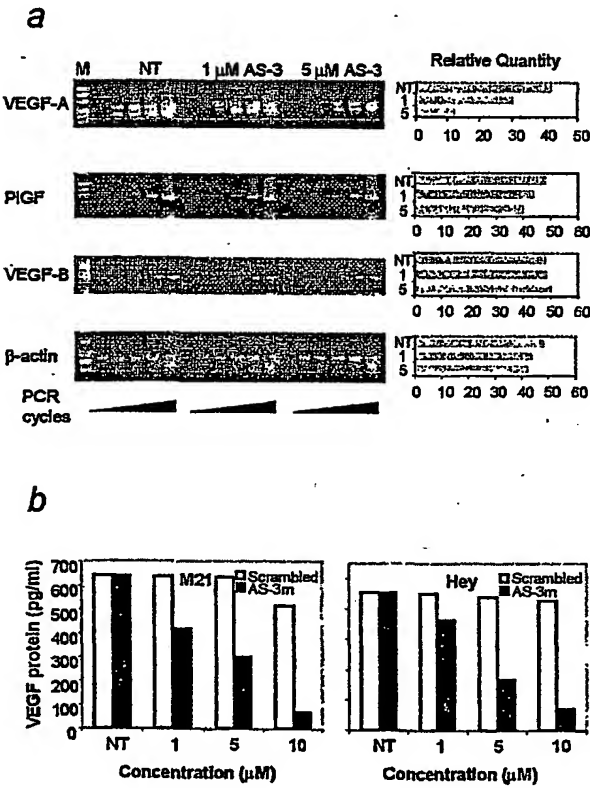 a
Relative Quantity
M NT 1 μM AS-3 5 μM AS-3
VEGF-A
NT
1
5
0 10 20 30 40 50
PlGF
NT
1
5
0 10 20 30 40 50 60
VEGF-B
NT
1
5
0 10 20 30 40 50 60
β-actin
NT
1
5
0 10 20 30 40 50 60
PCR
cycles
b
VEGF protein (pg/ml)
700
600
500
400
300
200
100
0
M21
Scrambled
AS-3m
NT 1 5 10
Concentration (μM)
Hey
Scrambled
AS-3m
NT 1 5 10
Concentration (μM)